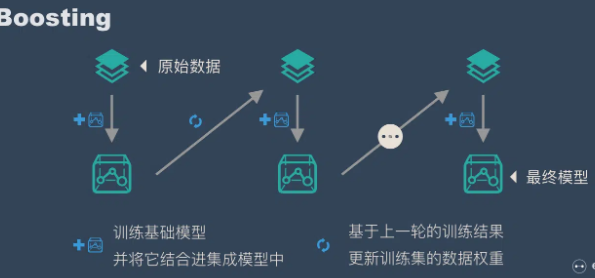 Boosting
原始数据
最终模型
训练基础模型
并将它结合进集成模型中
基于上一轮的训练结果
更新训练集的数据权重